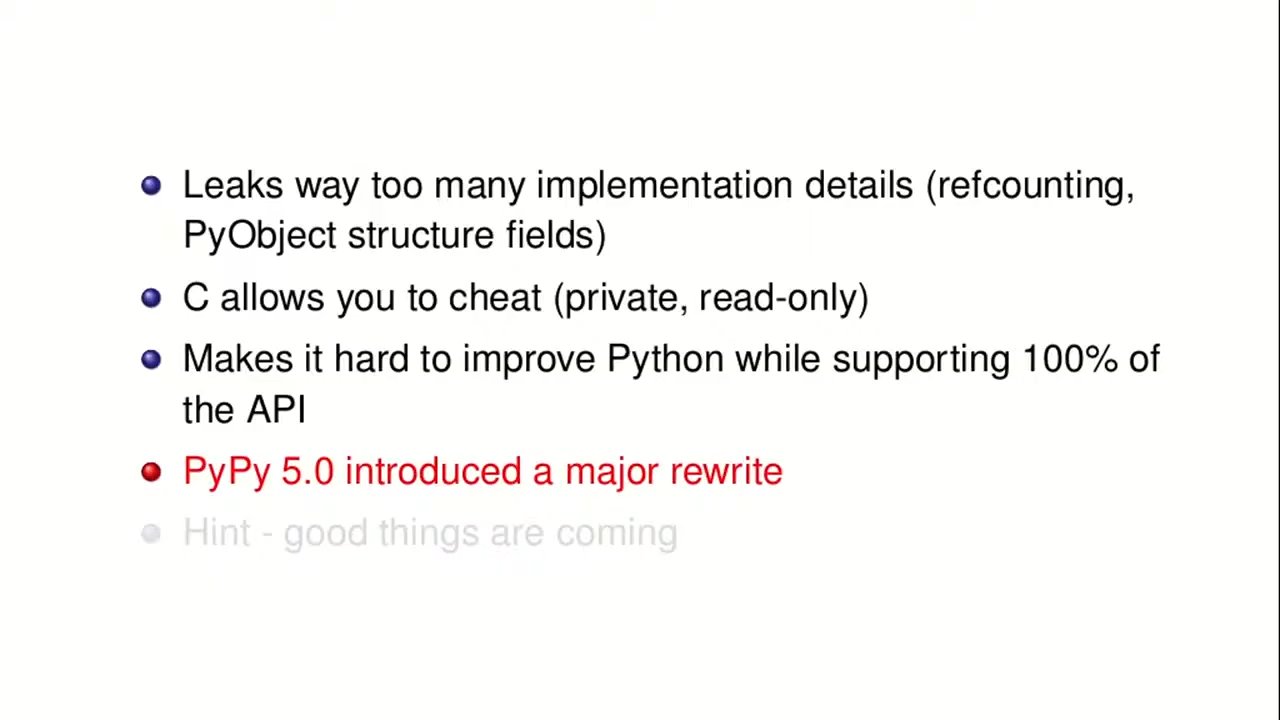 Leaks way too many implementation details (refcounting,
PyObject structure fields)
C allows you to cheat (private, read-only)
Makes it hard to improve Python while supporting 100% of
the API
PyPy 5.0 introduced a major rewrite
Hint - good things are coming